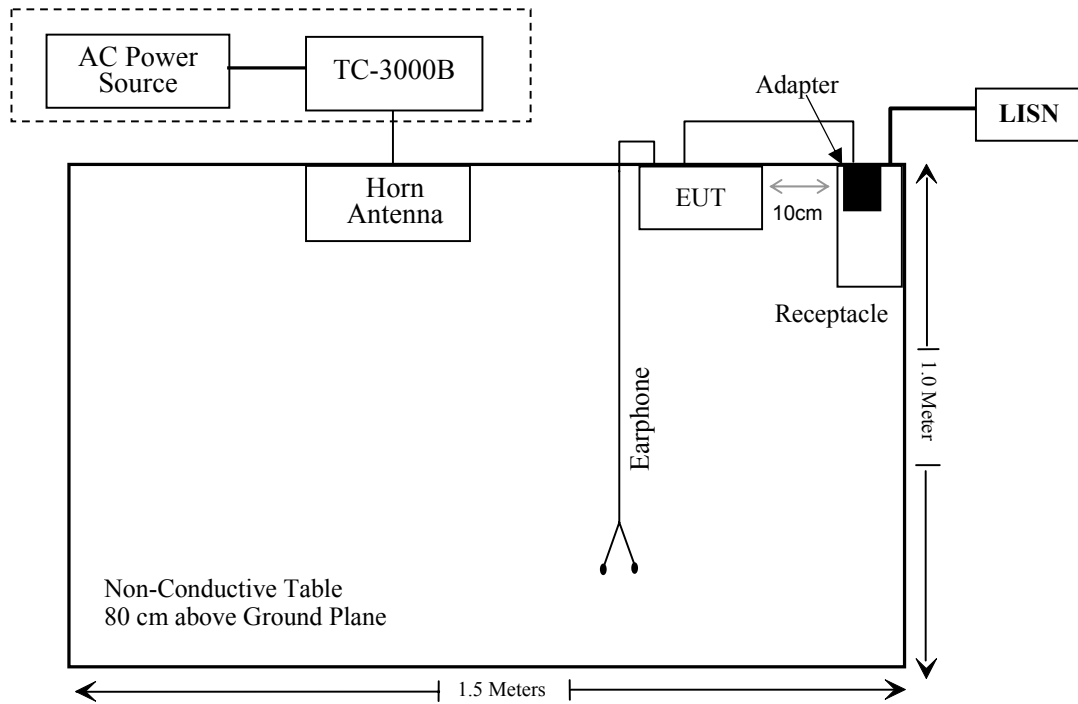 AC Power
Source
TC-3000B
Adapter
LISN
Horn
Antenna
EUT
10cm
Receptacle
1.0 Meter
Earphone
Non-Conductive Table
80 cm above Ground Plane
1.5 Meters